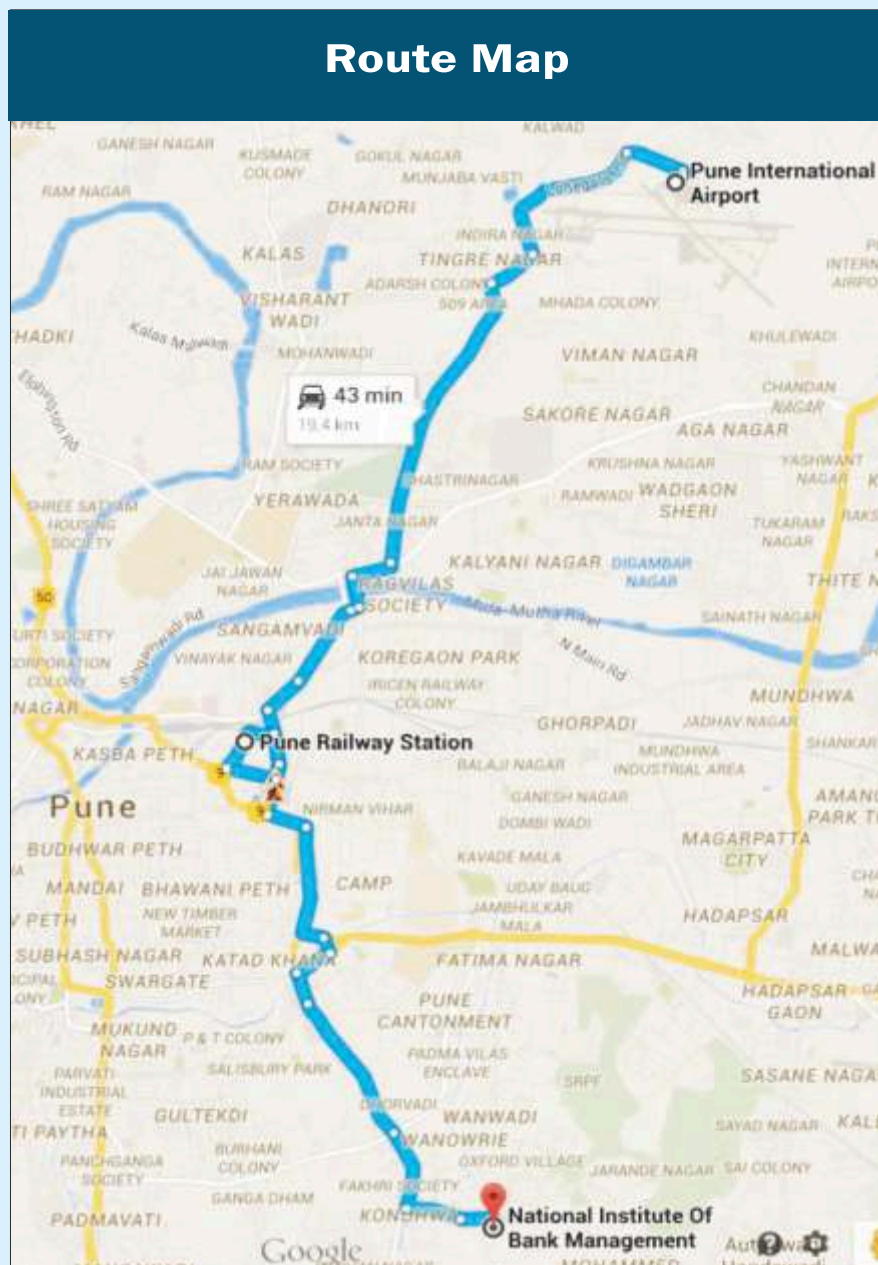 Route Map
KALWAD
GANESH NAGAR
KUSMADE
COLONY
GOKUL NAGAR
MUNJABA VASTI
Pune International
Airport
RAM NAGAR
DHANORI
INDIRA NAGAR
KALAS
TINGRE NAGAR
ADARSH COLONY
509 AREA
MHADA COLONY
VISHARANT
WADI
KHULEWADI
MOHANWADI
VIMAN NAGAR
Elphington Rd
43 min
19.4 km
CHANDAN
NAGAR
SAKORE NAGAR
AGA NAGAR
RAM SOCIETY
KRUSHNA NAGAR
YASHWANT
NAGAR
SHASTRINAGAR
RAMWADI
WADGAON
SHERI
YERAWADA
JANTA NAGAR
SHREE SATYAM
HOUSING
SOCIETY
TUKARAM
NAGAR
KALYANI NAGAR
DIGAMBAR
NAGAR
JAI JAWAN
NAGAR
50
RAGVILAS
SOCIETY
Mula-Mutha River
SAINATH NAGAR
Sangamwadi Rd
SANGAMVADI
N Main Rd
VINAYAK NAGAR
KOREGAON PARK
IRICEN RAILWAY
COLONY
MUNDHWA
NAGAR
GHORPADI
JADHAV NAGAR
Pune Railway Station
KASBA PETH
BALAJI NAGAR
MUNDHWA
INDUSTRIAL AREA
9
9
Pune
NIRMAN VIHAR
GANESH NAGAR
DOMBI WADI
BUDHWAR PETH
KAVADE MALA
MAGARPATTA
CITY
MANDAI
BHAWANI PETH
CAMP
UDAY BAUG
JAMBHULKAR
MALA
NEW TIMBER
MARKET
HADAPSAR
SUBHASH NAGAR
KATAD KHANA
FATIMA NAGAR
SWARGATE
HADAPSAR
GAON
PUNE
CANTONMENT
MUKUND
NAGAR
P & T COLONY
PADMA VILAS
ENCLAVE
SALISBURY PARK
PARVATI
INDUSTRIAL
ESTATE
SRPF
GULTEKDI
DHORVADI
WANWADI
SAYAD NAGAR
WANOWRIE
BURHANI
COLONY
PANCHGANGA
SOCIETY
OXFORD VILLAGE
JARANDE NAGAR
SAI COLONY
FAKHRI SOCIETY
GANGA DHAM
PADMAVATI
KONDHWA
National Institute Of
Bank Management
Google